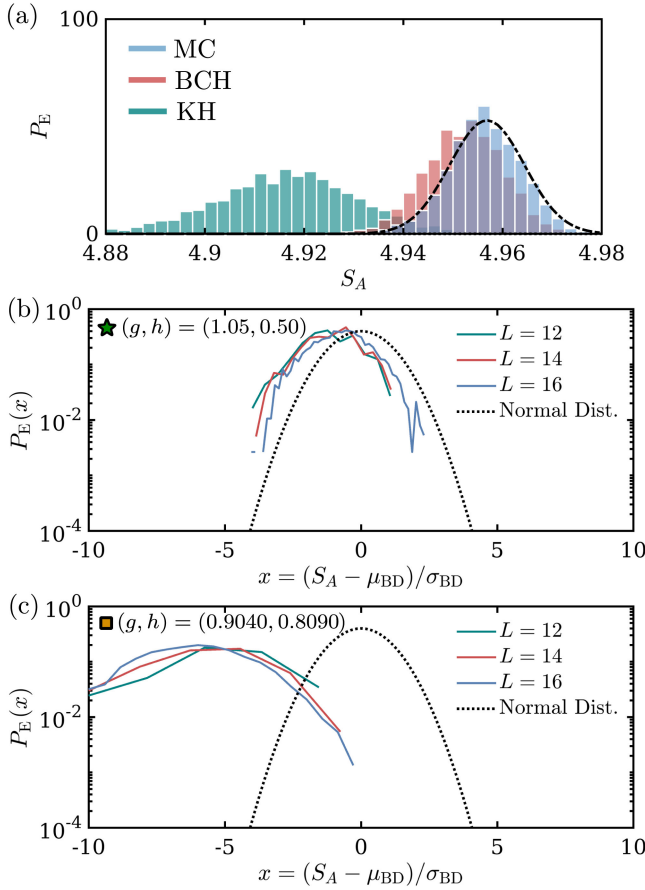 (a)
100
MC
BCH
KH
P_E
0
4.88 4.9 4.92 4.94 4.96 4.98
S_A
(b)
10^0
(g, h) = (1.05, 0.50)
L = 12
L = 14
L = 16
Normal Dist.
10^-2
P_E(x)
10^-4
-10 -5 0 5 10
x = (S_A − μ_BD)/σ_BD
(c)
10^0
(g, h) = (0.9040, 0.8090)
L = 12
L = 14
L = 16
Normal Dist.
10^-2
P_E(x)
10^-4
-10 -5 0 5 10
x = (S_A − μ_BD)/σ_BD